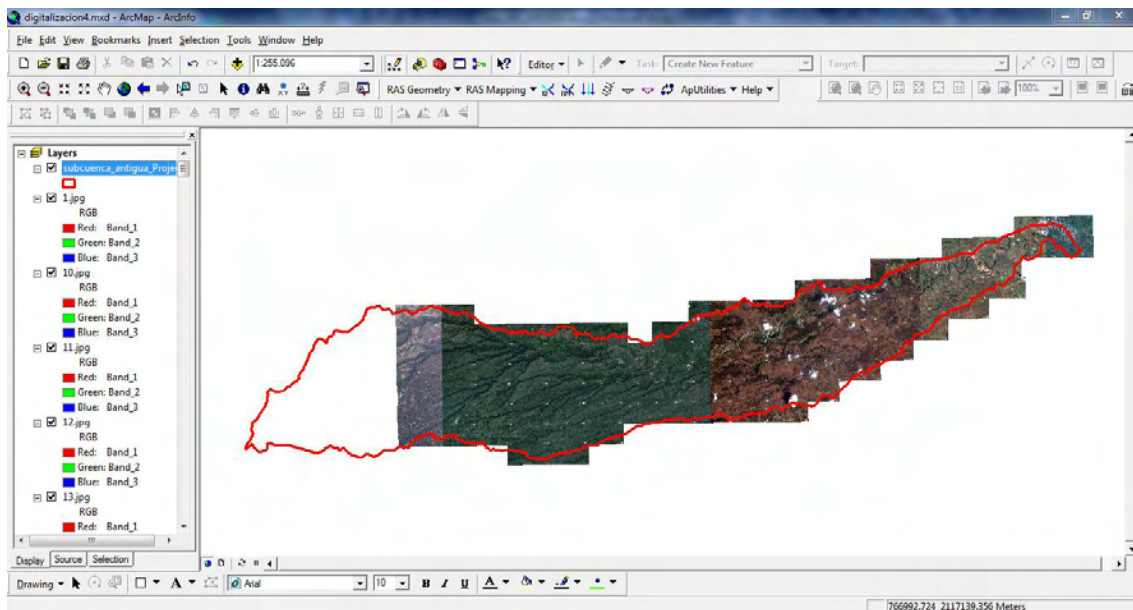 digitalizacion4.mxd - ArcMap - ArcInfo
File Edit View Bookmarks Insert Selection Tools Window Help
1:255,096 Editor Task: Create New Feature Target:
RAS Geometry RAS Mapping ApUtilities Help 100%
Layers
subcuenca_antigua_Proje
1.jpg
RGB
Red: Band_1
Green: Band_2
Blue: Band_3
10.jpg
RGB
Red: Band_1
Green: Band_2
Blue: Band_3
11.jpg
RGB
Red: Band_1
Green: Band_2
Blue: Band_3
12.jpg
RGB
Red: Band_1
Green: Band_2
Blue: Band_3
13.jpg
RGB
Red: Band_1
Display Source Selection
Drawing A Arial 10 B I U A
766992.724 2117139.356 Meters